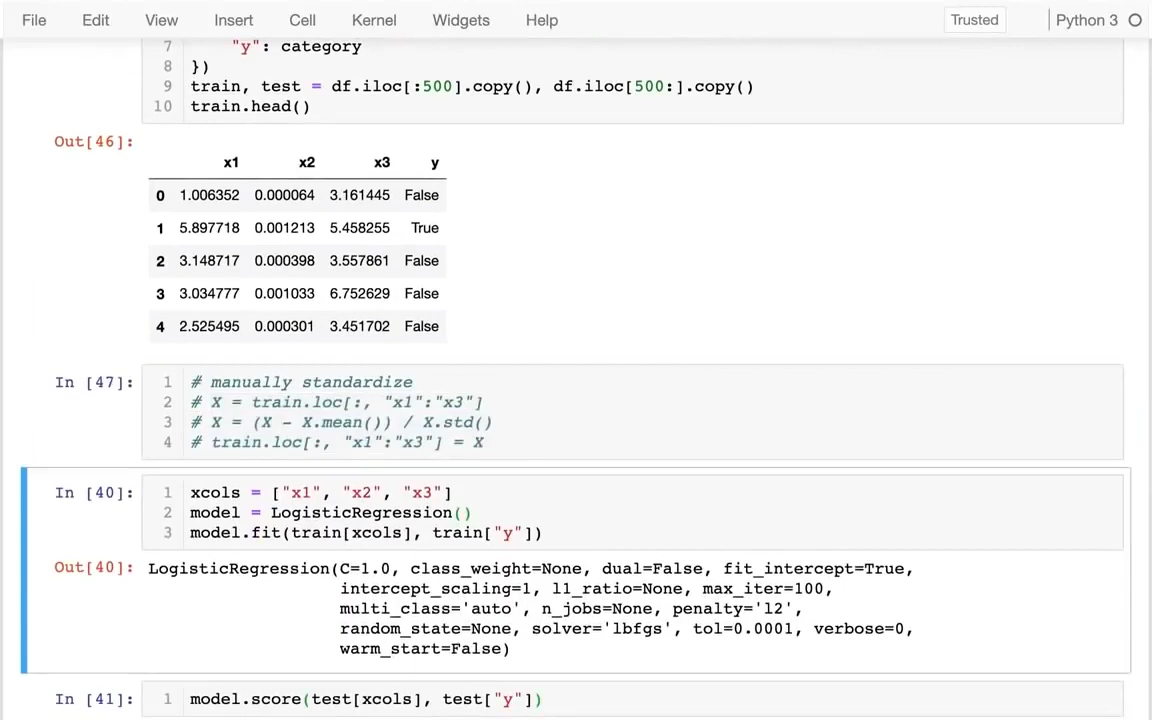 File Edit View Insert Cell Kernel Widgets Help Trusted Python 3
7 "y": category
8 })
9 train, test = df.iloc[:500].copy(), df.iloc[500:].copy()
10 train.head()
Out[46]:
x1 x2 x3 y
0 1.006352 0.000064 3.161445 False
1 5.897718 0.001213 5.458255 True
2 3.148717 0.000398 3.557861 False
3 3.034777 0.001033 6.752629 False
4 2.525495 0.000301 3.451702 False
In [47]: 1 # manually standardize
2 # X = train.loc[:, "x1":"x3"]
3 # X = (X - X.mean()) / X.std()
4 # train.loc[:, "x1":"x3"] = X
In [40]: 1 xcols = ["x1", "x2", "x3"]
2 model = LogisticRegression()
3 model.fit(train[xcols], train["y"])
Out[40]: LogisticRegression(C=1.0, class_weight=None, dual=False, fit_intercept=True,
intercept_scaling=1, l1_ratio=None, max_iter=100,
multi_class='auto', n_jobs=None, penalty='l2',
random_state=None, solver='lbfgs', tol=0.0001, verbose=0,
warm_start=False)
In [41]: 1 model.score(test[xcols], test["y"])